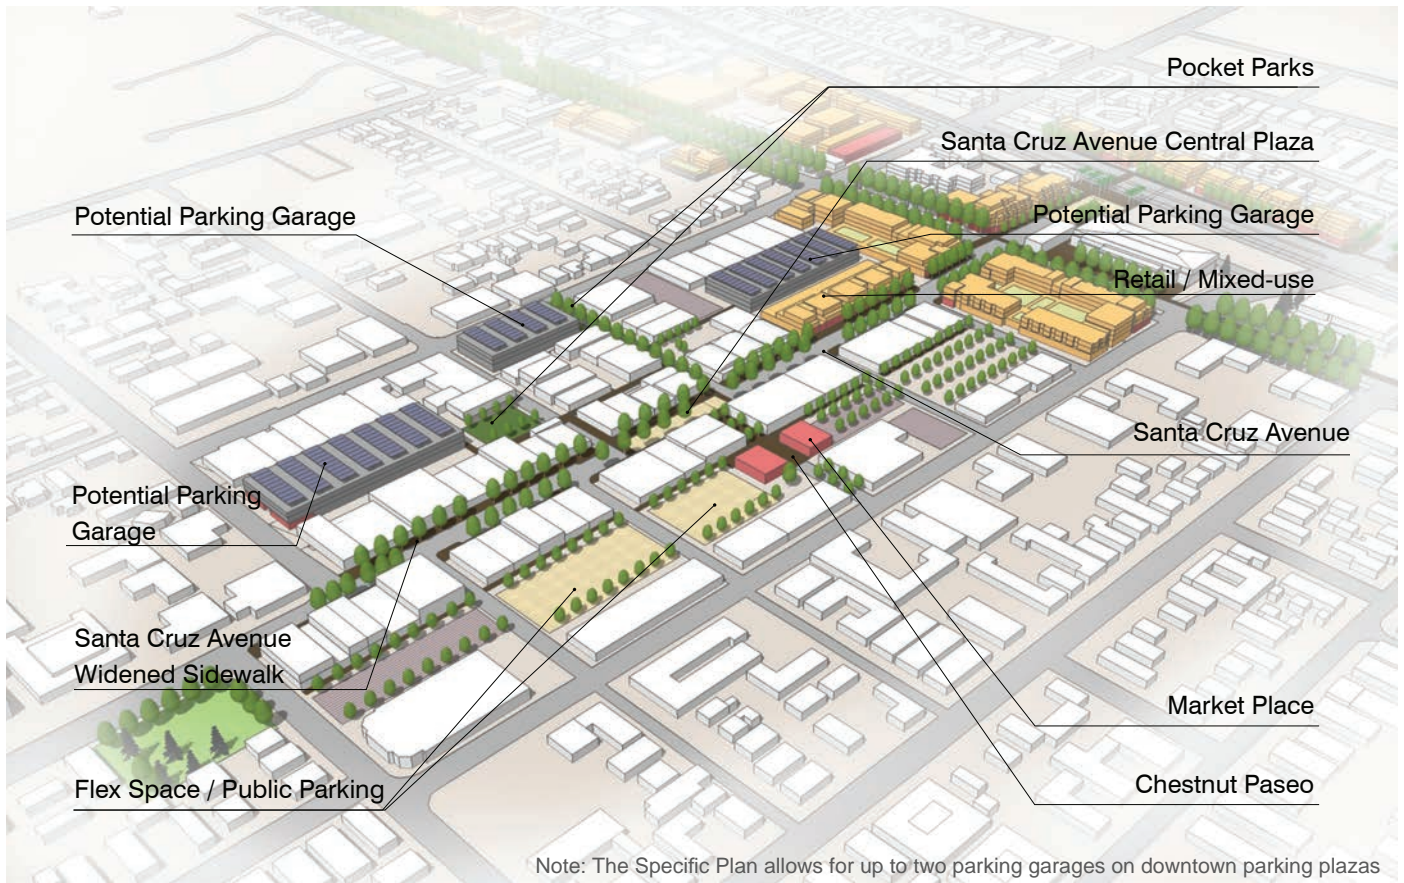 Pocket Parks
Santa Cruz Avenue Central Plaza
Potential Parking Garage
Potential Parking Garage
Retail / Mixed-use
Santa Cruz Avenue
Potential Parking
Garage
Santa Cruz Avenue
Widened Sidewalk
Market Place
Chestnut Paseo
Flex Space / Public Parking
Note: The Specific Plan allows for up to two parking garages on downtown parking plazas